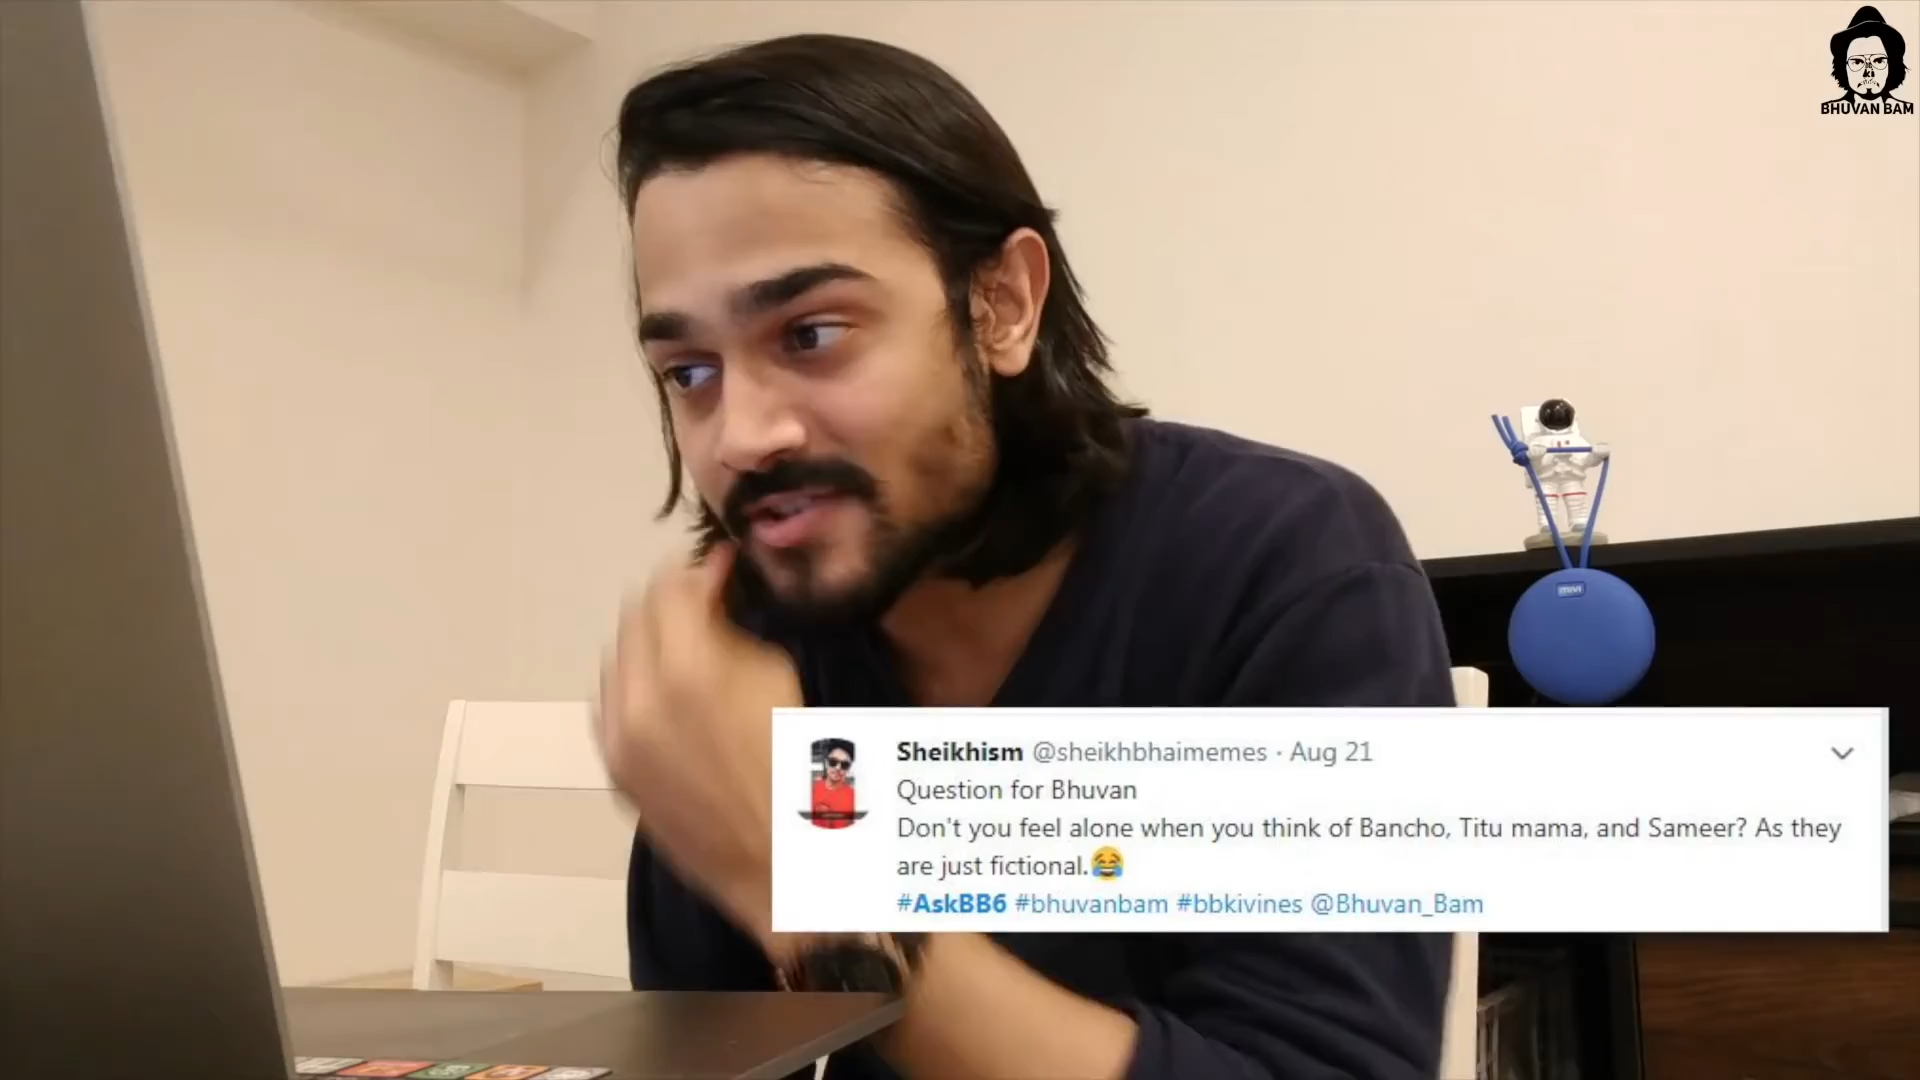 BHUVAN BAM
mivi
Sheikhism @sheikhbhaimemes · Aug 21
Question for Bhuvan
Don't you feel alone when you think of Bancho, Titu mama, and Sameer? As they
are just fictional.😂
#AskBB6 #bhuvanbam #bbkivines @Bhuvan_Bam